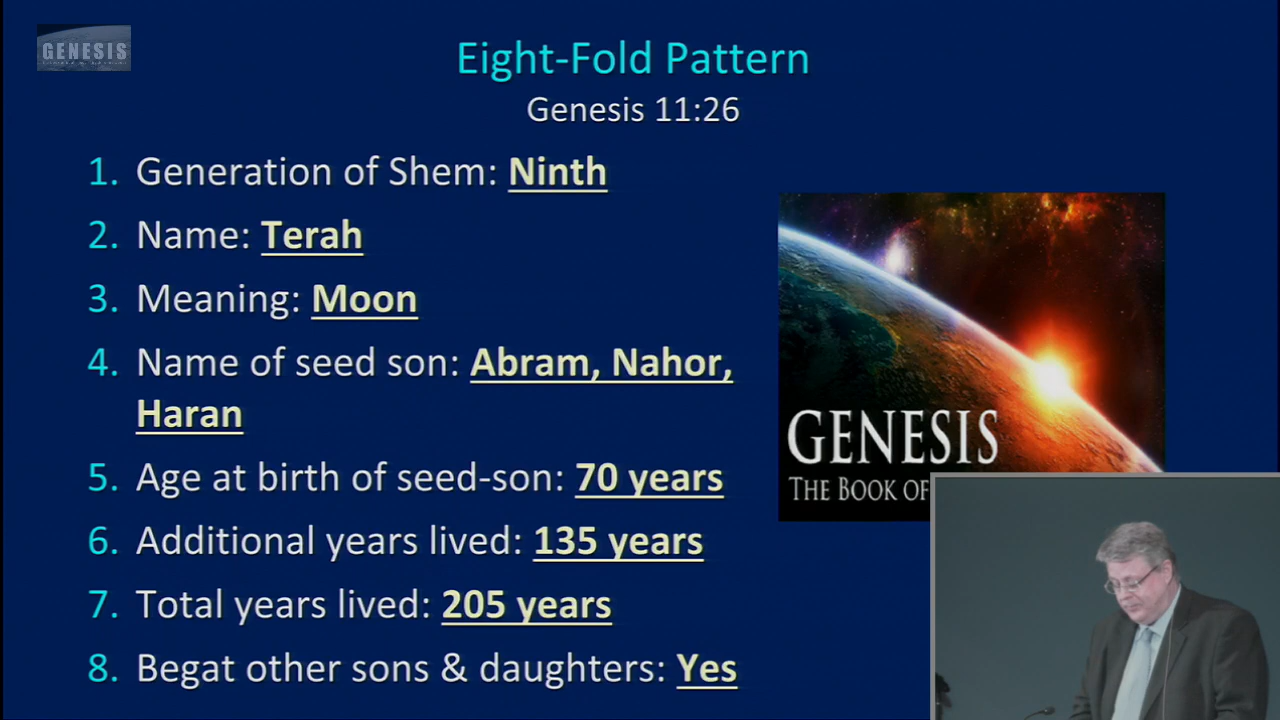 GENESIS
Eight-Fold Pattern
Genesis 11:26
1. Generation of Shem: Ninth
2. Name: Terah
3. Meaning: Moon
4. Name of seed son: Abram, Nahor,
Haran
5. Age at birth of seed-son: 70 years
6. Additional years lived: 135 years
7. Total years lived: 205 years
8. Begat other sons & daughters: Yes
GENESIS
THE BOOK OF